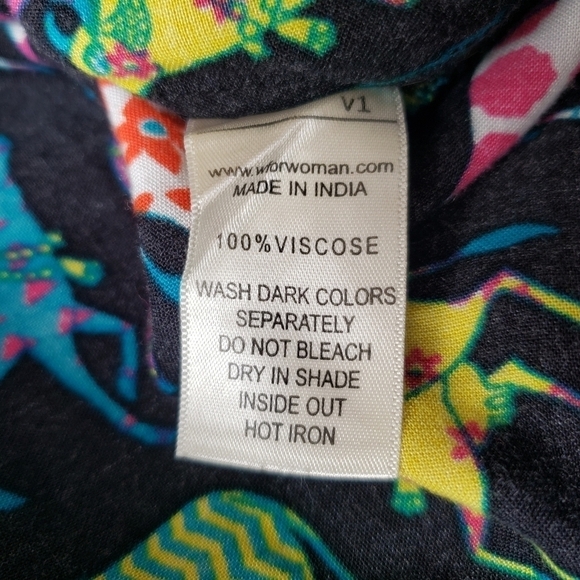 V1
www.wforwoman.com
MADE IN INDIA
100%VISCOSE
WASH DARK COLORS
SEPARATELY
DO NOT BLEACH
DRY IN SHADE
INSIDE OUT
HOT IRON